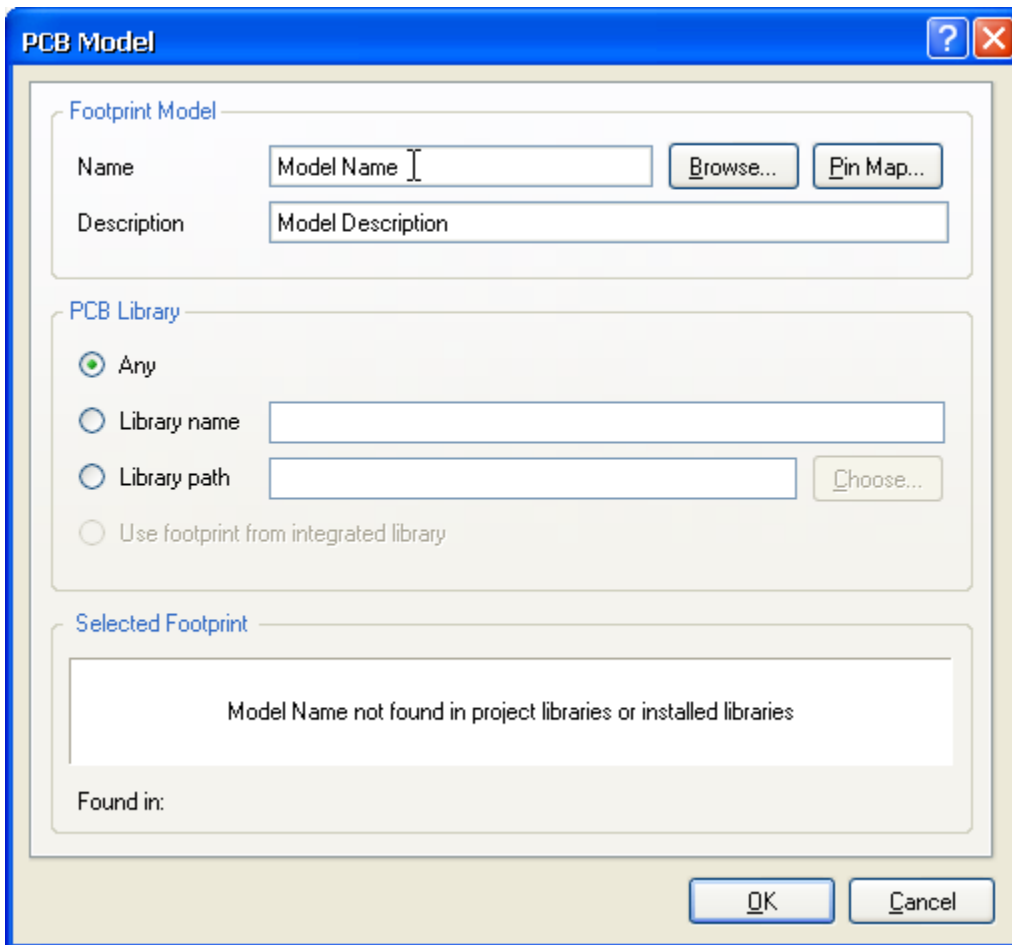 PCB Model
Footprint Model
Name Model Name Browse... Pin Map...
Description Model Description
PCB Library
Any
Library name
Library path Choose...
Use footprint from integrated library
Selected Footprint
Model Name not found in project libraries or installed libraries
Found in:
OK Cancel